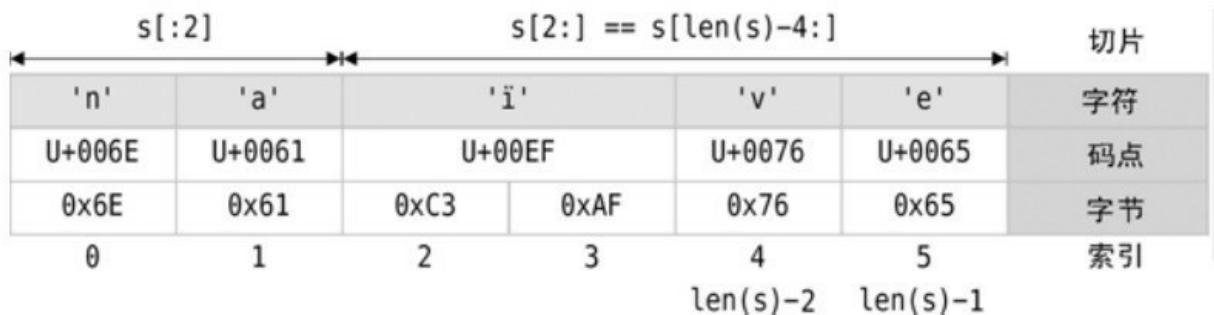 s[:2] s[2:] == s[len(s)-4:] 切片
'n' 'a' 'ï' 'v' 'e' 字符
U+006E U+0061 U+00EF U+0076 U+0065 码点
0x6E 0x61 0xC3 0xAF 0x76 0x65 字节
0 1 2 3 4 5 索引
len(s)-2 len(s)-1